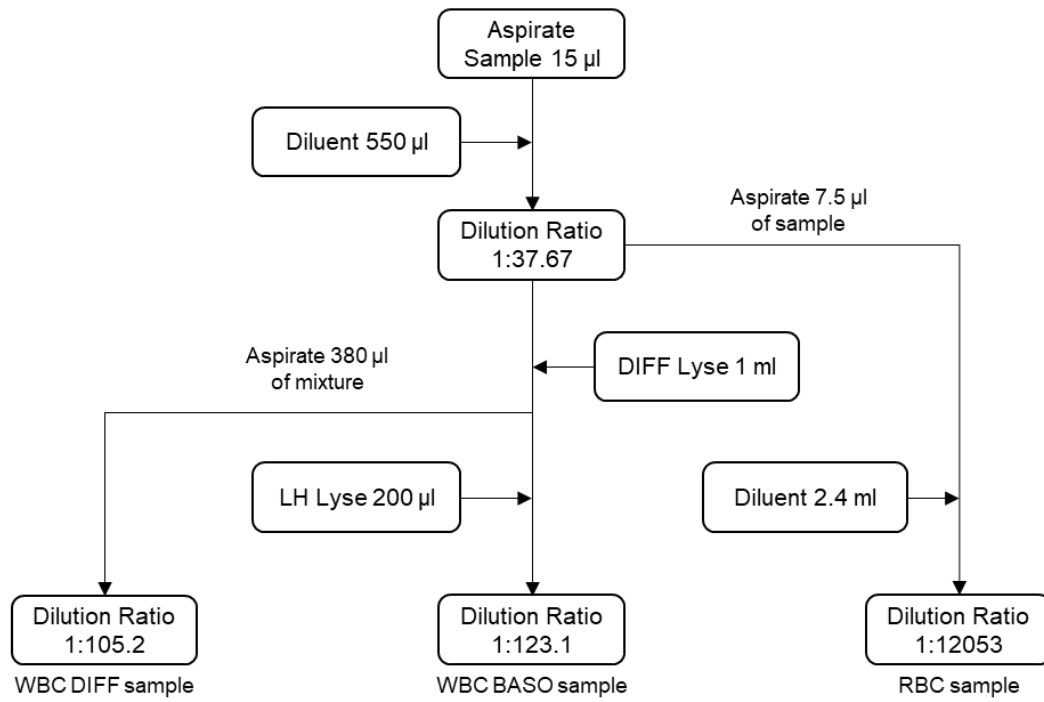 Aspirate
Sample 15 µl
Diluent 550 µl
Aspirate 7.5 µl
of sample
Dilution Ratio
1:37.67
Aspirate 380 µl
of mixture
DIFF Lyse 1 ml
LH Lyse 200 µl
Diluent 2.4 ml
Dilution Ratio
1:105.2
WBC DIFF sample
Dilution Ratio
1:123.1
WBC BASO sample
Dilution Ratio
1:12053
RBC sample